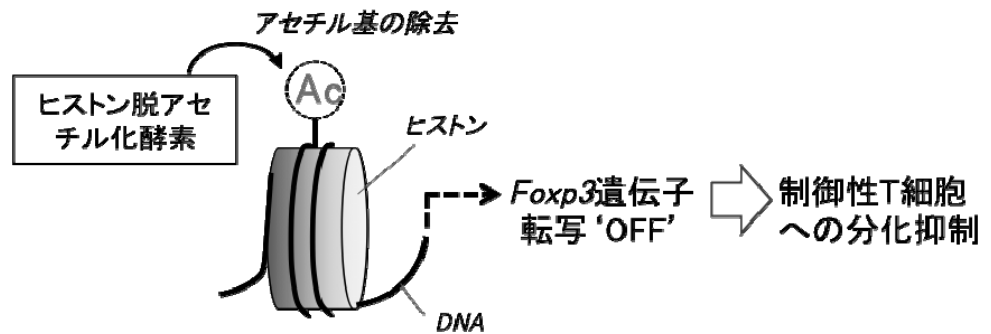 アセチル基の除去
Ac
ヒストン脱アセ
チル化酵素
ヒストン
Foxp3遺伝子
転写 ‘OFF’
制御性T細胞
への分化抑制
DNA